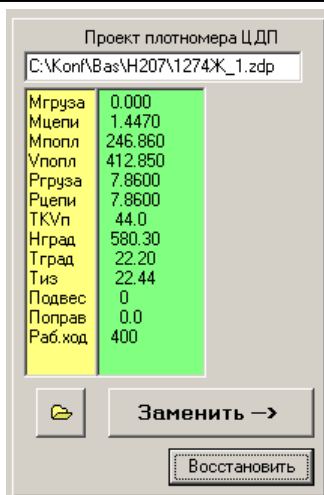 Проект плотномера ЦДП
C:\Konf\Bas\H207\1274Ж_1.zdp
Мгруза 0.000
Мцепи 1.4470
Мпопл 246.860
Vпопл 412.850
Ргруза 7.8600
Рцепи 7.8600
TKVп 44.0
Нград 580.30
Тград 22.20
Тиз 22.44
Подвес 0
Поправ 0.0
Раб.ход 400
Заменить –>
Восстановить